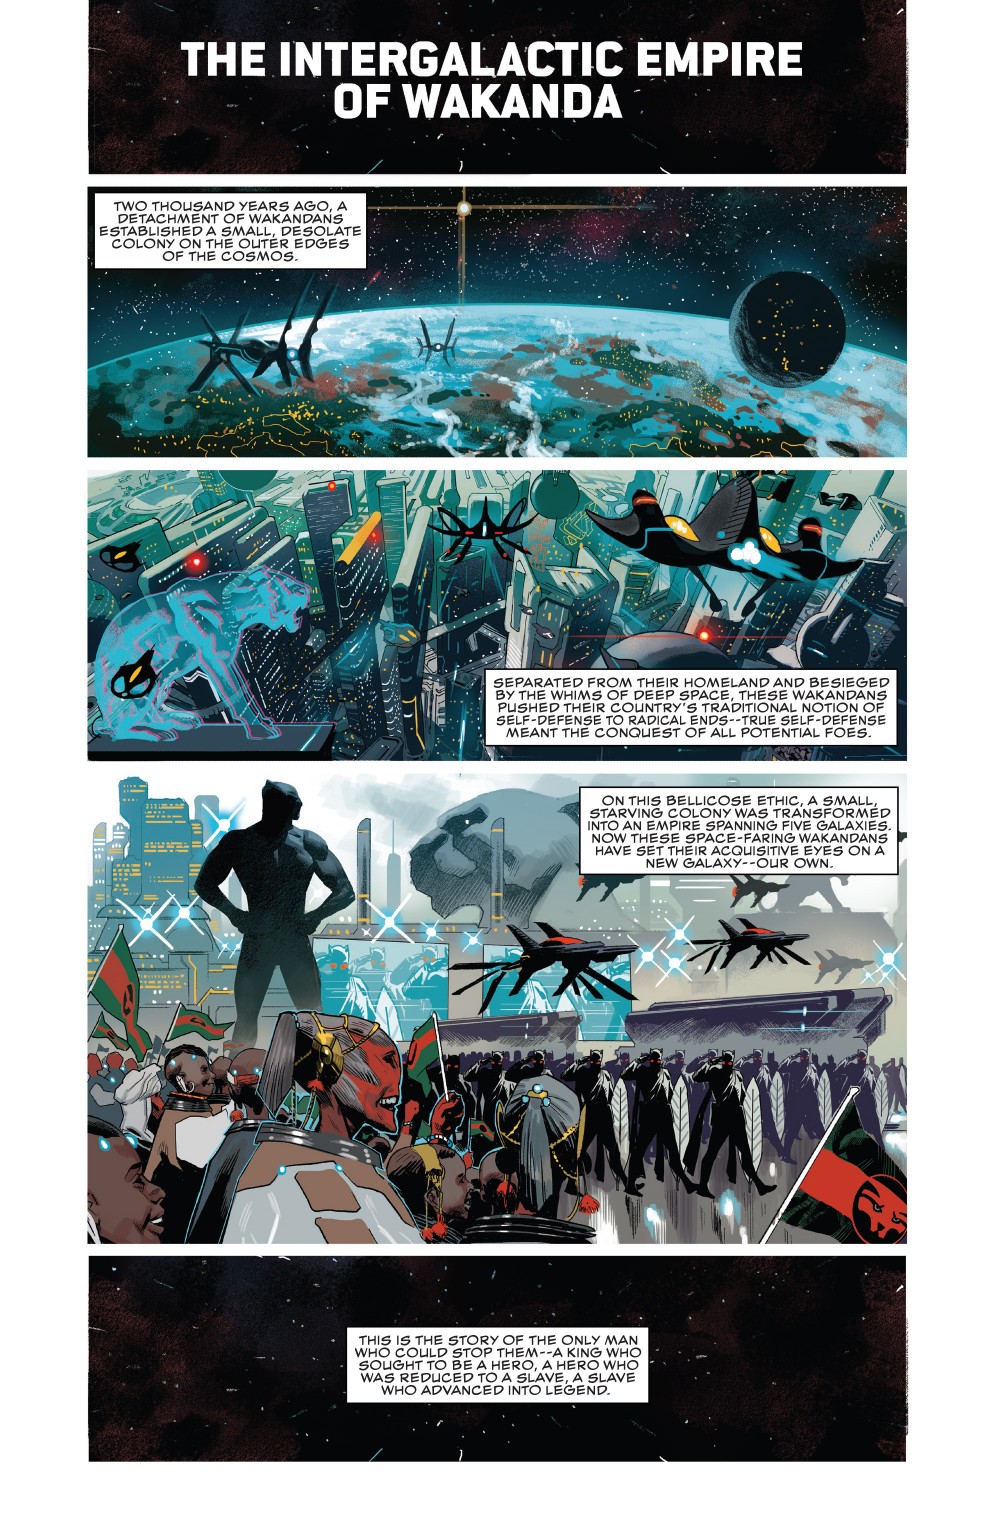 THE INTERGALACTIC EMPIRE
OF WAKANDA
TWO THOUSAND YEARS AGO, A
DETACHMENT OF WAKANDANS
ESTABLISHED A SMALL, DESOLATE
COLONY ON THE OUTER EDGES
OF THE COSMOS.
SEPARATED FROM THEIR HOMELAND AND BESIEGED
BY THE WHIMS OF DEEP SPACE, THESE WAKANDANS
PUSHED THEIR COUNTRY'S TRADITIONAL NOTION OF
SELF-DEFENSE TO RADICAL ENDS--TRUE SELF-DEFENSE
MEANT THE CONQUEST OF ALL POTENTIAL FOES.
ON THIS BELLICOSE ETHIC, A SMALL,
STARVING COLONY WAS TRANSFORMED
INTO AN EMPIRE SPANNING FIVE GALAXIES.
NOW THESE SPACE-FARING WAKANDANS
HAVE SET THEIR ACQUISITIVE EYES ON A
NEW GALAXY--OUR OWN.
THIS IS THE STORY OF THE ONLY MAN
WHO COULD STOP THEM--A KING WHO
SOUGHT TO BE A HERO, A HERO WHO
WAS REDUCED TO A SLAVE, A SLAVE
WHO ADVANCED INTO LEGEND.